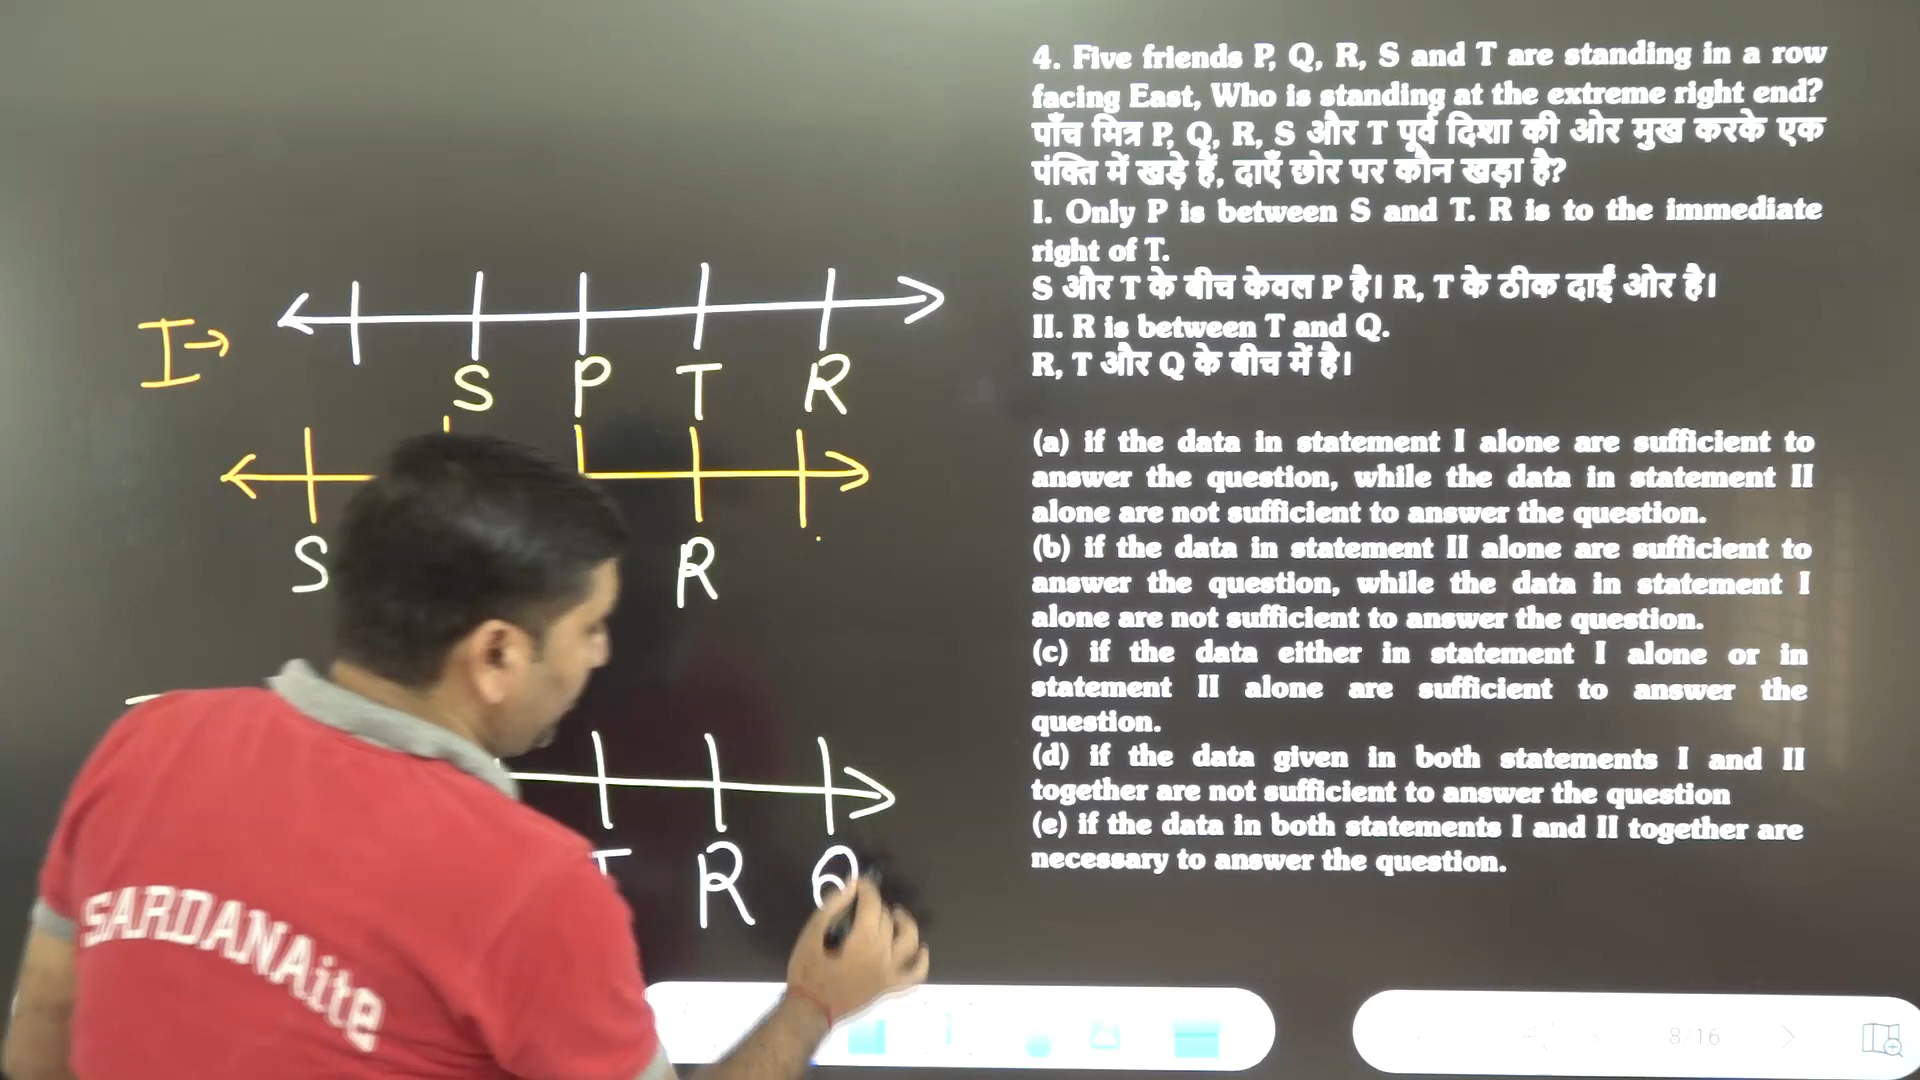 4. Five friends P, Q, R, S and T are standing in a row
facing East, Who is standing at the extreme right end?
पाँच मित्र P, Q, R, S और T पूर्व दिशा की ओर मुख करके एक
पंक्ति में खड़े हैं, दाएँ छोर पर कौन खड़ा है?
I. Only P is between S and T. R is to the immediate
right of T.
S और T के बीच केवल P है। R, T के ठीक दाईं ओर है।
II. R is between T and Q.
R, T और Q के बीच में है।
(a) if the data in statement I alone are sufficient to
answer the question, while the data in statement II
alone are not sufficient to answer the question.
(b) if the data in statement II alone are sufficient to
answer the question, while the data in statement I
alone are not sufficient to answer the question.
(c) if the data either in statement I alone or in
statement II alone are sufficient to answer the
question.
(d) if the data given in both statements I and II
together are not sufficient to answer the question
(e) if the data in both statements I and II together are
necessary to answer the question.
I→
S P T R
S R
T R Q
SARDANAite
8/16